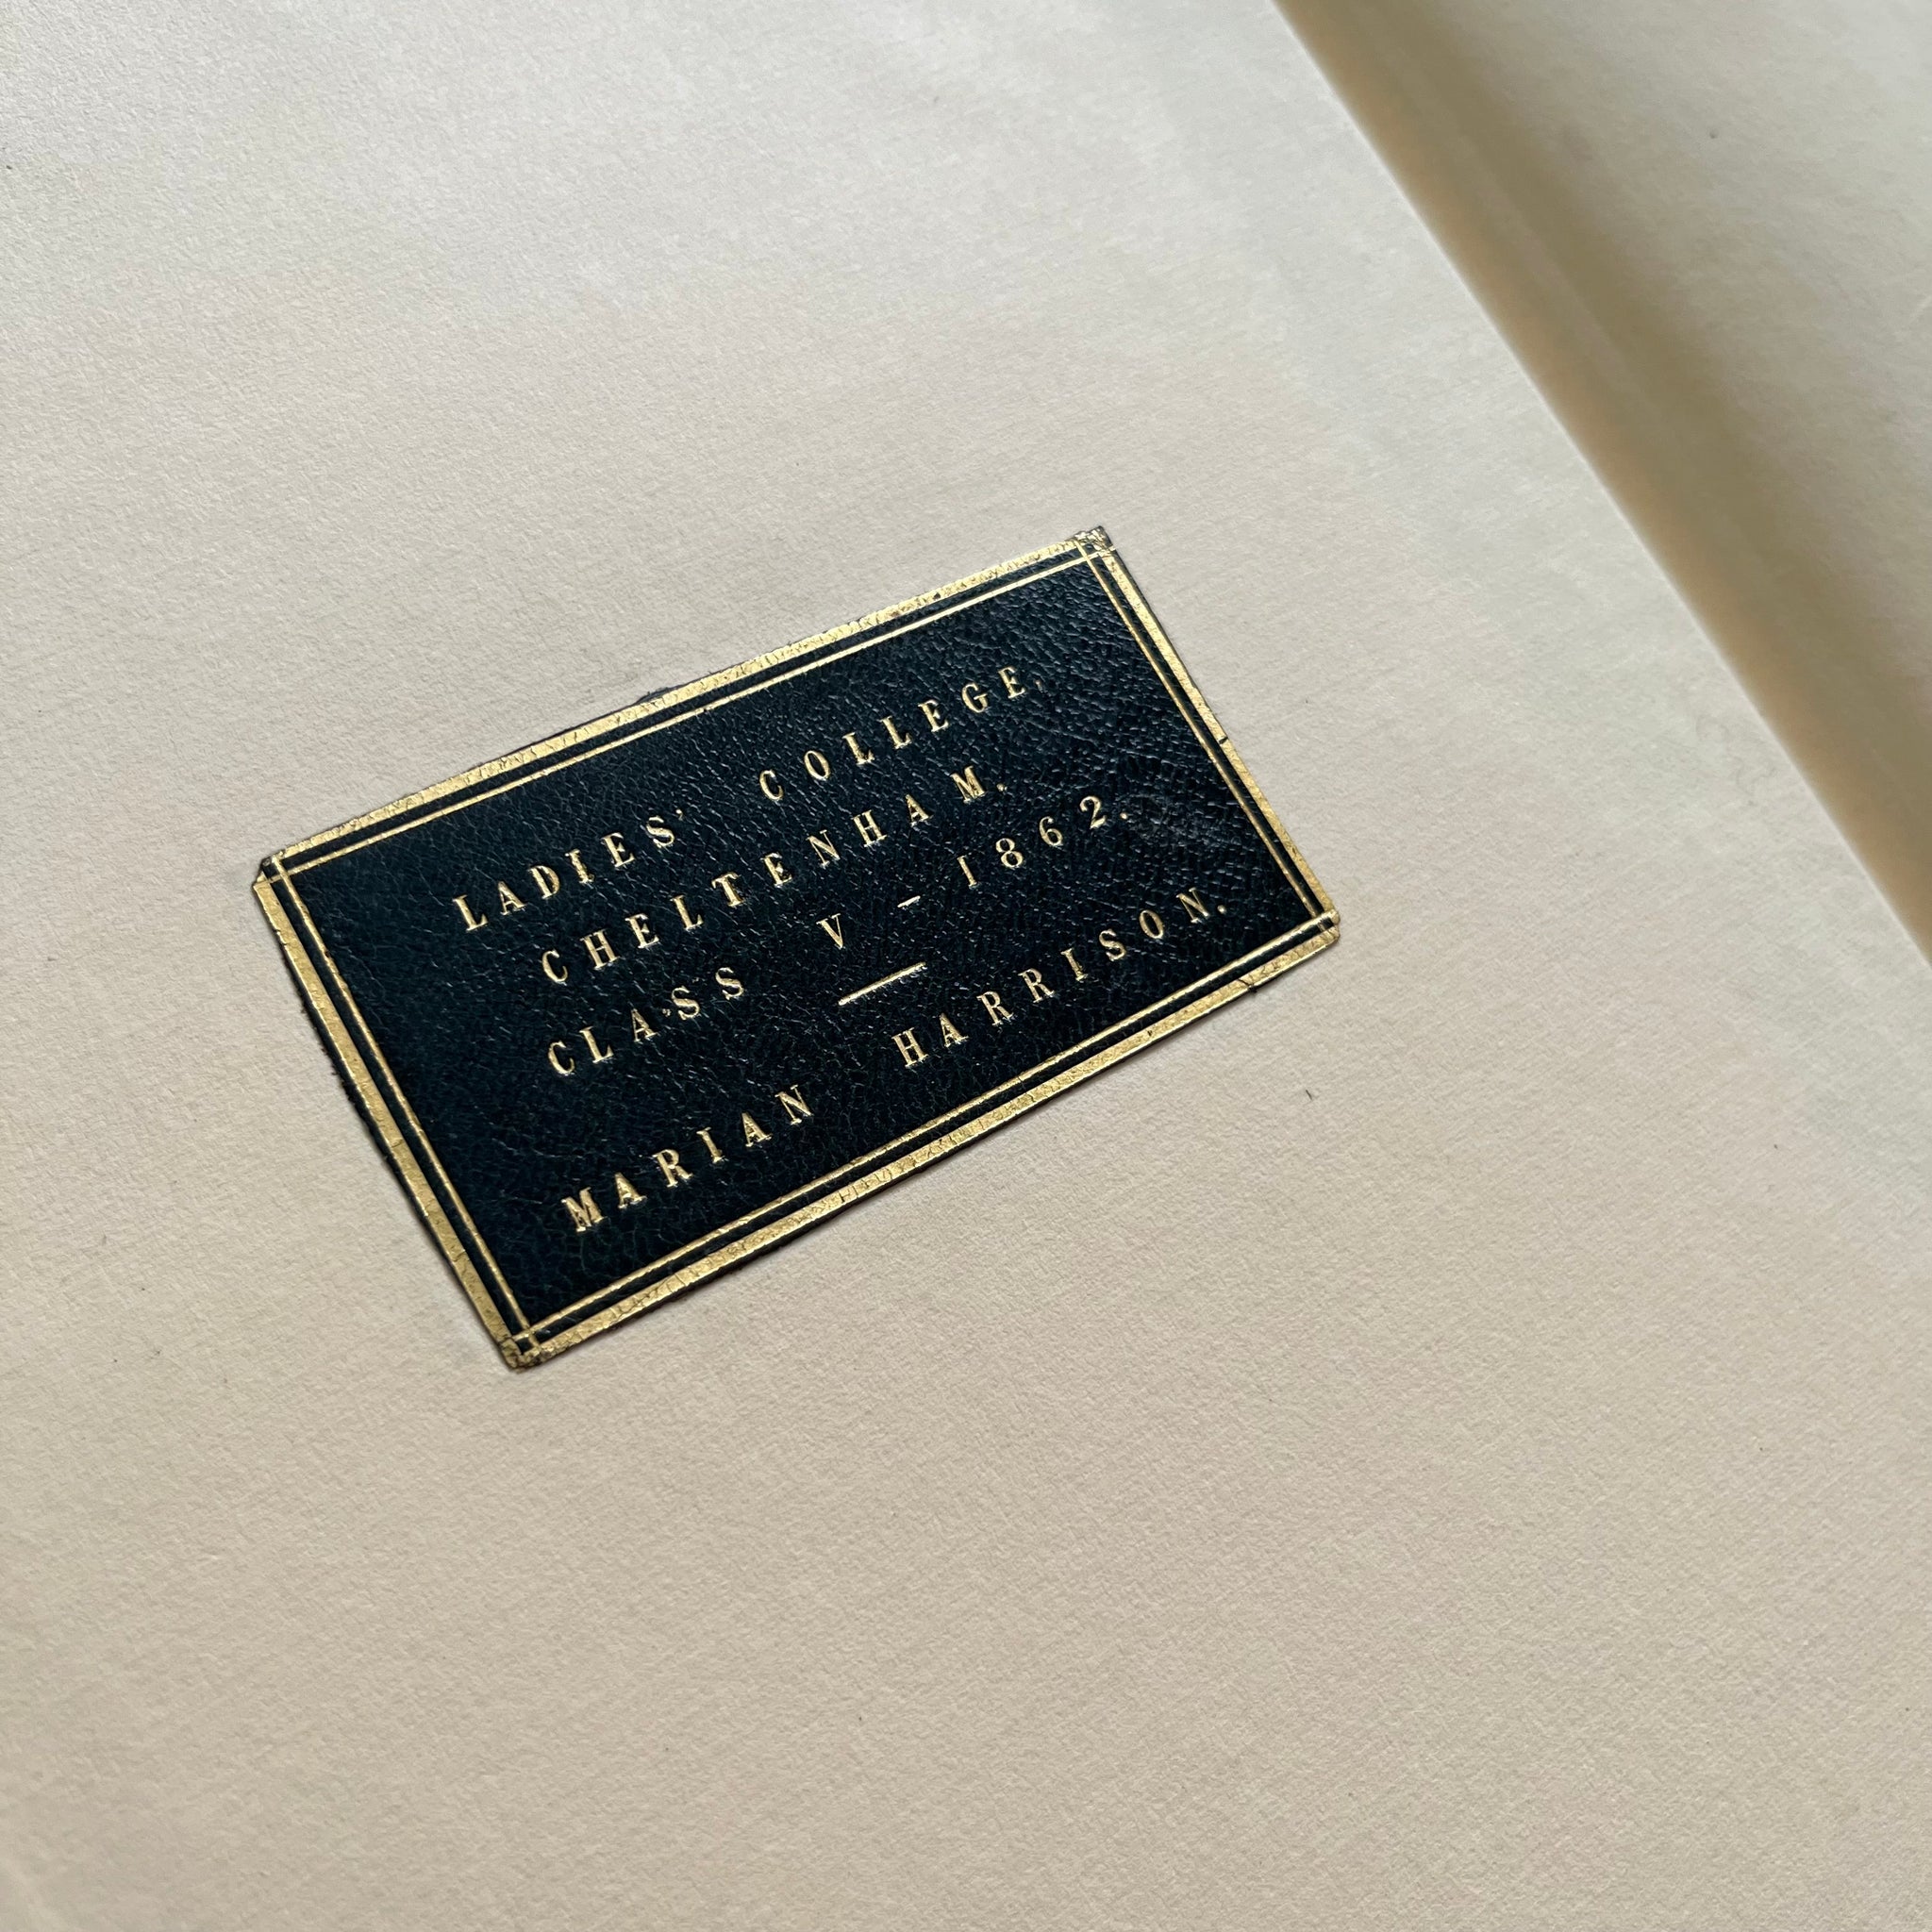 LADIES' COLLEGE,
CHELTENHAM.
CLASS V - 1862.
MARIAN HARRISON.